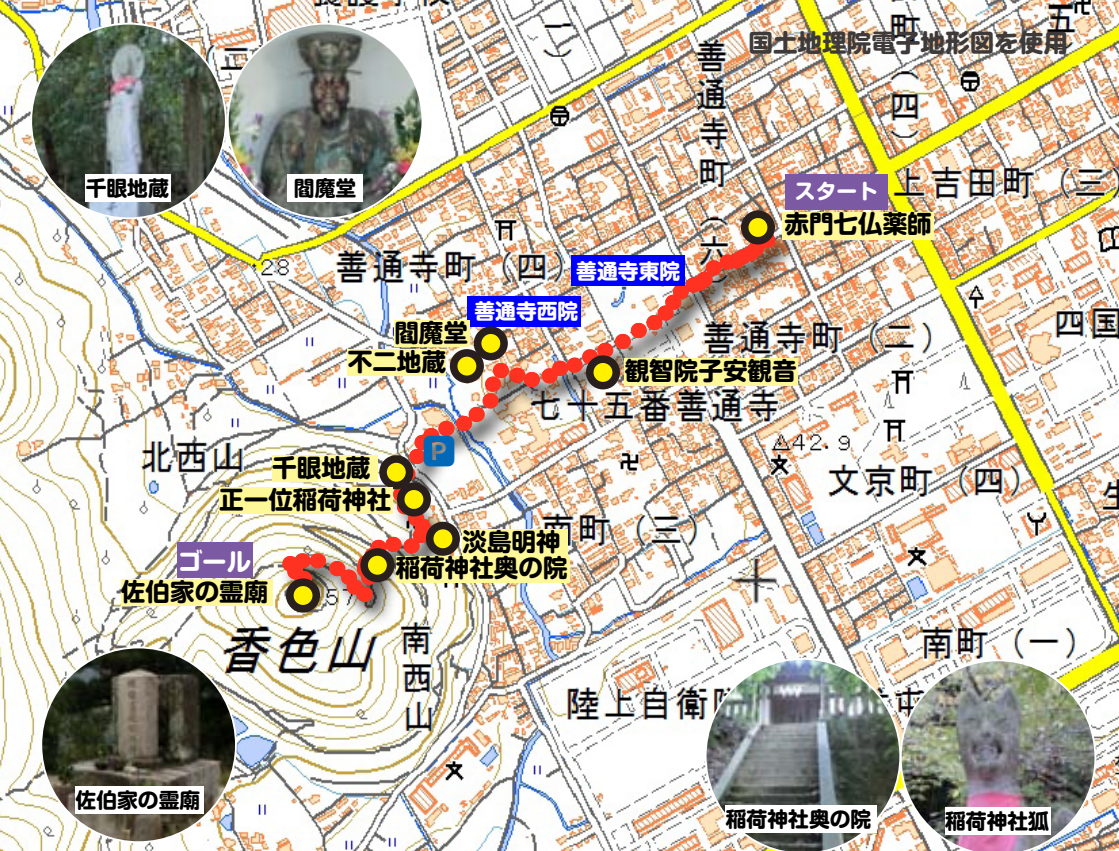 国土地理院電子地形図を使用
千眼地蔵
閻魔堂
善通寺町
(六)
(四)
スタート
上吉田町(三
赤門七仏薬師
28
善通寺町(四)
善通寺東院
善通寺西院
閻魔堂
不二地蔵
善通寺町(二)
四国
観智院子安観音
七十五番善通寺
42.9
P
北西山
千眼地蔵
正一位稲荷神社
文京町(四)
南町(三)
淡島明神
稲荷神社奥の院
ゴール
佐伯家の霊廟
香色山
南西山
南町(一)
陸上自衛
佐伯家の霊廟
稲荷神社奥の院
稲荷神社狐